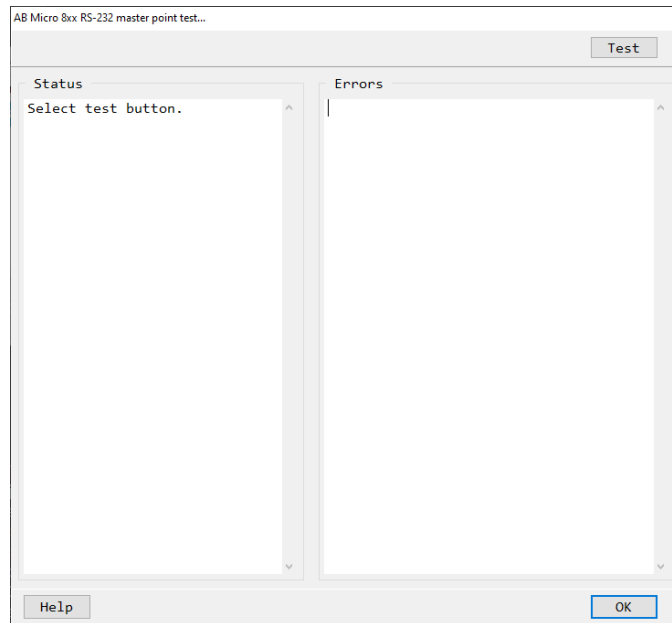 AB Micro 8xx RS-232 master point test...
Test
Status
Errors
Select test button.
Help
OK